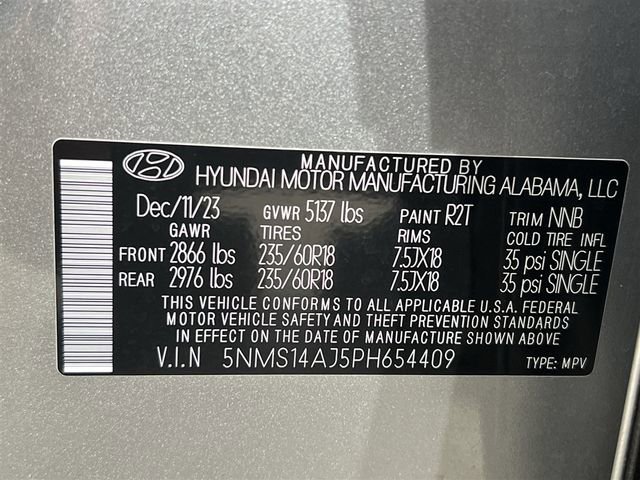 MANUFACTURED BY
HYUNDAI MOTOR MANUFACTURING ALABAMA, LLC
Dec/11/23 GVWR 5137 lbs PAINT R2T TRIM NNB
GAWR TIRES RIMS COLD TIRE INFL
FRONT 2866 lbs 235/60R18 7.5JX18 35 psi SINGLE
REAR 2976 lbs 235/60R18 7.5JX18 35 psi SINGLE
THIS VEHICLE CONFORMS TO ALL APPLICABLE U.S.A. FEDERAL
MOTOR VEHICLE SAFETY AND THEFT PREVENTION STANDARDS
IN EFFECT ON THE DATE OF MANUFACTURE SHOWN ABOVE.
V.I.N 5NMS14AJ5PH654409 TYPE: MPV